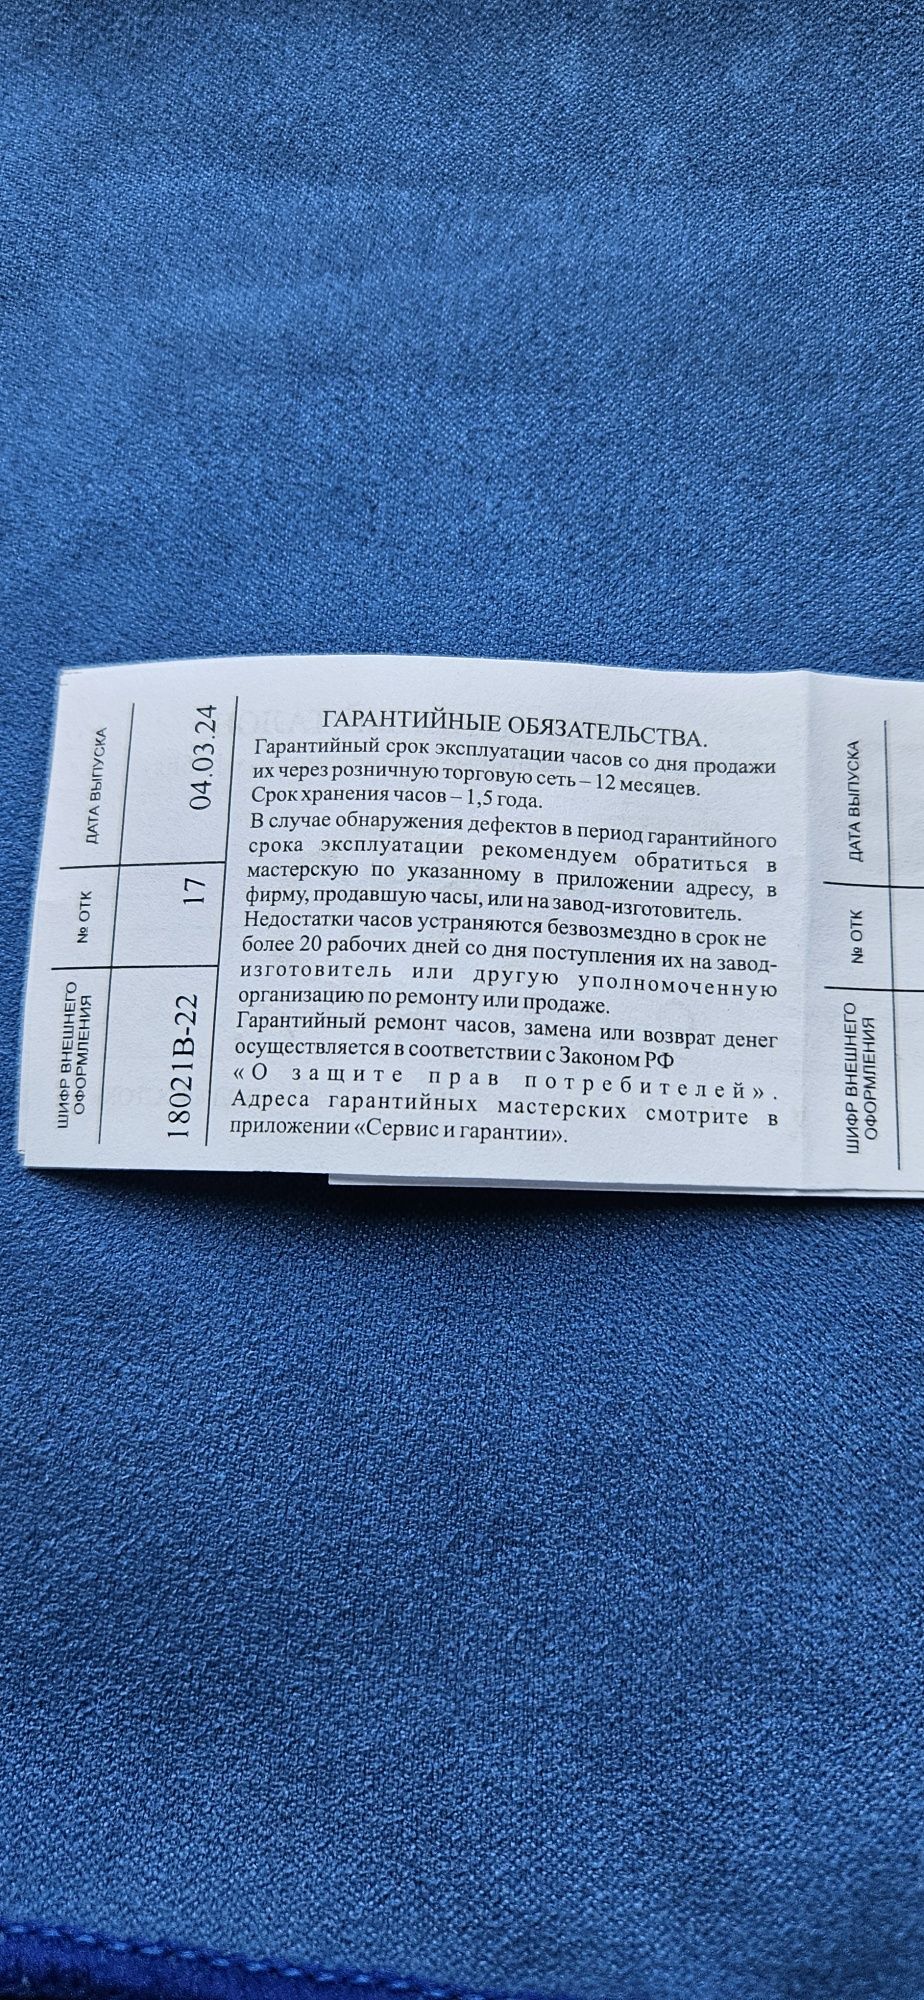 ДАТА ВЫПУСКА
04.03.24
№ ОТК
17
ШИФР ВНЕШНЕГО
ОФОРМЛЕНИЯ
18021В-22
ГАРАНТИЙНЫЕ ОБЯЗАТЕЛЬСТВА.
Гарантийный срок эксплуатации часов со дня продажи
их через розничную торговую сеть – 12 месяцев.
Срок хранения часов – 1,5 года.
В случае обнаружения дефектов в период гарантийного
срока эксплуатации рекомендуем обратиться в
мастерскую по указанному в приложении адресу, в
фирму, продавшую часы, или на завод-изготовитель.
Недостатки часов устраняются безвозмездно в срок не
более 20 рабочих дней со дня поступления их на завод-
изготовитель или другую уполномоченную
организацию по ремонту или продаже.
Гарантийный ремонт часов, замена или возврат денег
осуществляется в соответствии с Законом РФ
«О защите прав потребителей».
Адреса гарантийных мастерских смотрите в
приложении «Сервис и гарантии».
ДАТА ВЫПУСКА
№ ОТК
ШИФР ВНЕШНЕГО
ОФОРМЛЕНИЯ